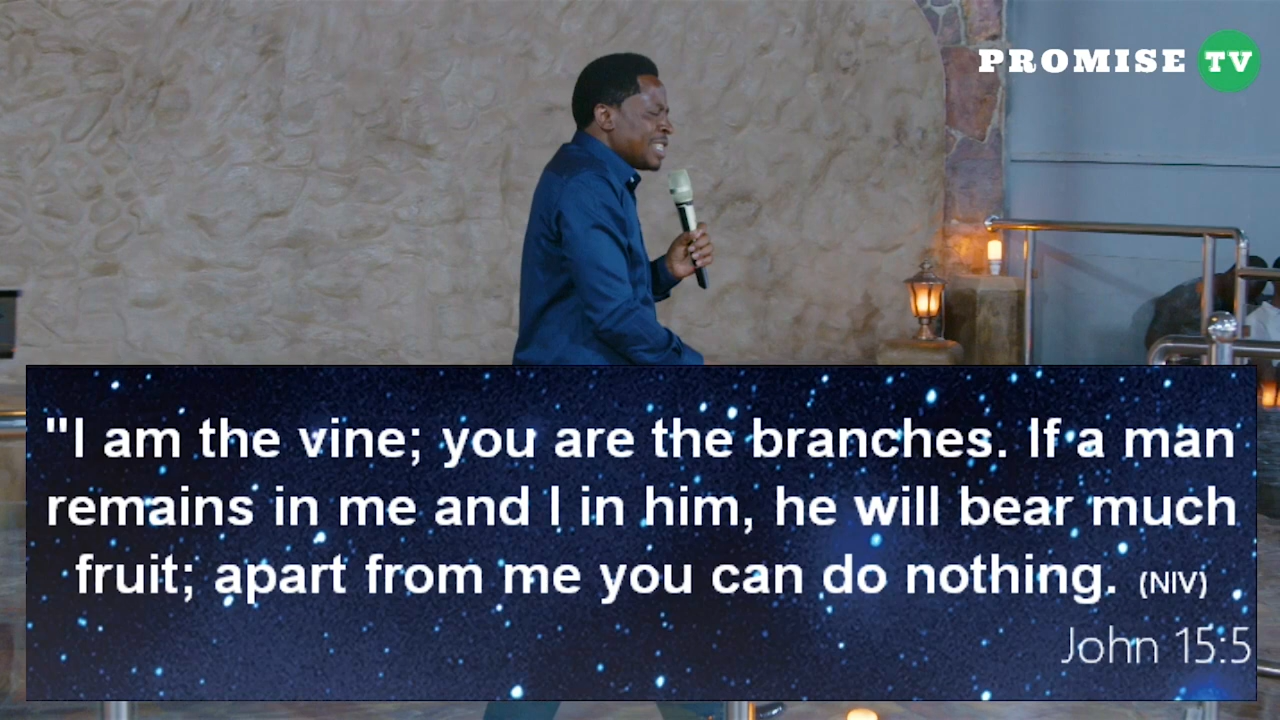 PROMISE TV
"I am the vine; you are the branches. If a man
remains in me and I in him, he will bear much
fruit; apart from me you can do nothing. (NIV)
John 15:5